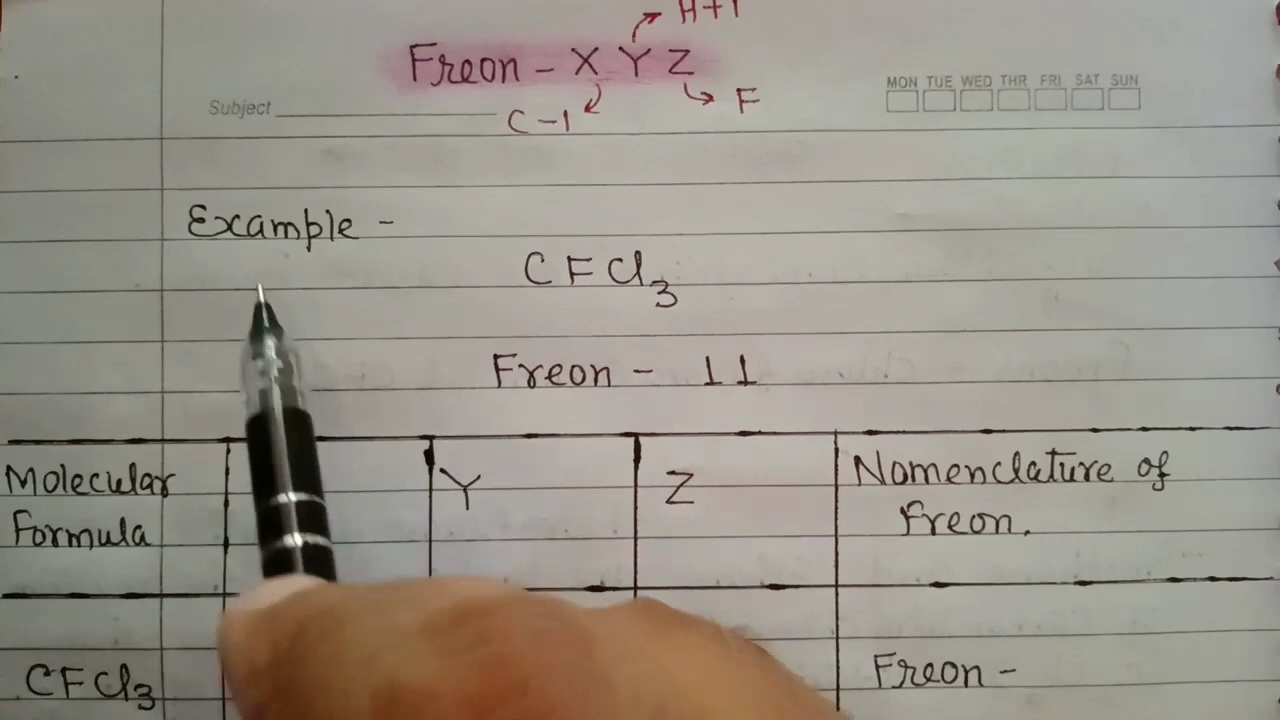 H+1
Freon - X Y Z
MON TUE WED THR FRI SAT SUN
Subject
C-1
F
Example -
CFCl3
Freon - 11
Molecular Formula
Y
Z
Nomenclature of Freon.
CFCl3
Freon -